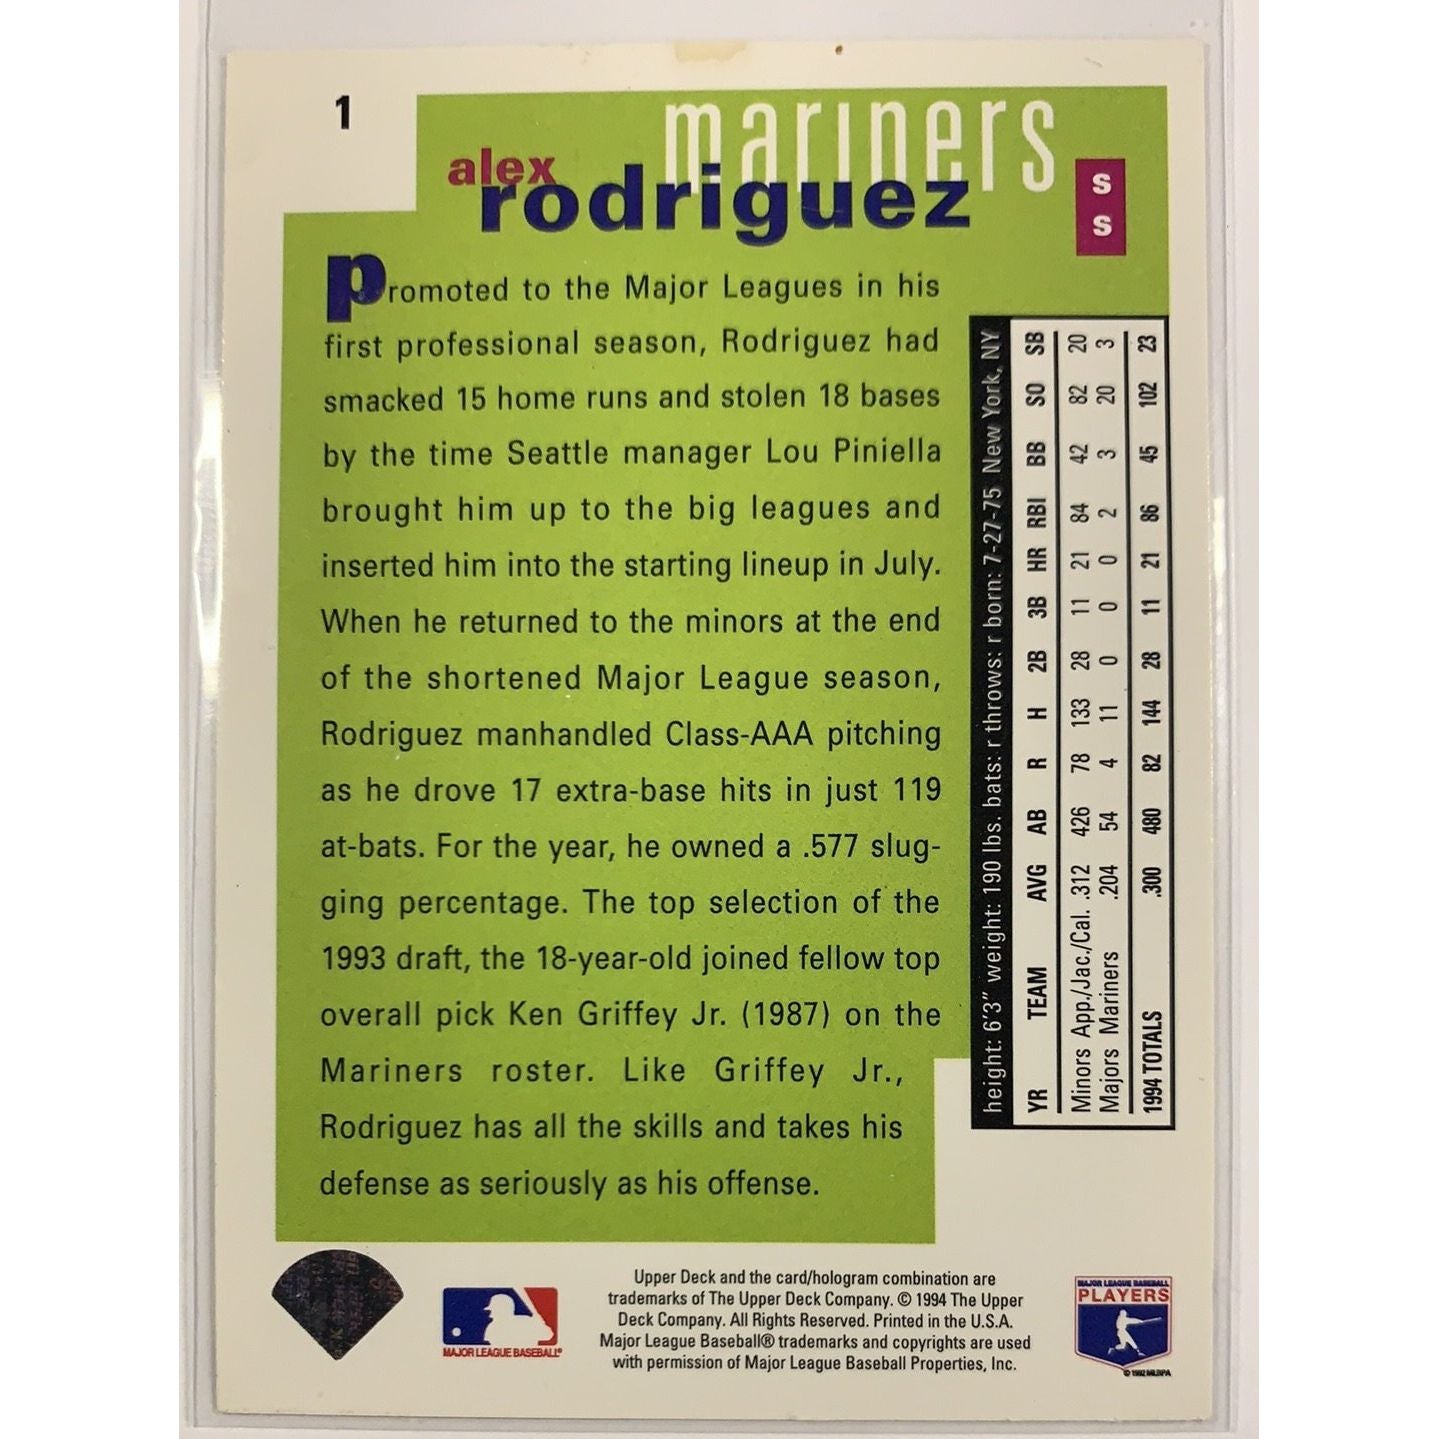 1
mariners
alex
rodriguez
s
s
Promoted to the Major Leagues in his
first professional season, Rodriguez had
smacked 15 home runs and stolen 18 bases
by the time Seattle manager Lou Piniella
brought him up to the big leagues and
inserted him into the starting lineup in July.
When he returned to the minors at the end
of the shortened Major League season,
Rodriguez manhandled Class-AAA pitching
as he drove 17 extra-base hits in just 119
at-bats. For the year, he owned a .577 slug-
ging percentage. The top selection of the
1993 draft, the 18-year-old joined fellow top
overall pick Ken Griffey Jr. (1987) on the
Mariners roster. Like Griffey Jr.,
Rodriguez has all the skills and takes his
defense as seriously as his offense.
height: 6'3" weight: 190 lbs. bats: r throws: r born: 7-27-75 New York, NY
YR TEAM AVG AB R H 2B 3B HR RBI BB SO SB
Minors App./Jac./Cal. .312 426 78 133 28 11 21 84 42 82 20
Majors Mariners .204 54 4 11 0 0 0 2 3 20 3
1994 TOTALS .300 480 82 144 28 11 21 86 45 102 23
MAJOR LEAGUE BASEBALL®
Upper Deck and the card/hologram combination are
trademarks of The Upper Deck Company. © 1994 The Upper
Deck Company. All Rights Reserved. Printed in the U.S.A.
Major League Baseball® trademarks and copyrights are used
with permission of Major League Baseball Properties, Inc.
MAJOR LEAGUE BASEBALL
PLAYERS
© 1992 MLBPA